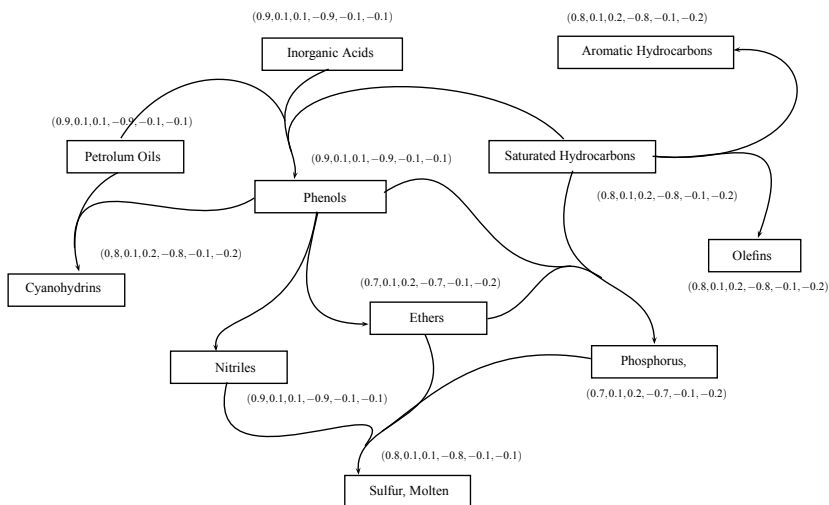 (0.9,0.1,0.1,−0.9,−0.1,−0.1)
(0.8,0.1,0.2,−0.8,−0.1,−0.2)
Inorganic Acids
Aromatic Hydrocarbons
(0.9,0.1,0.1,−0.9,−0.1,−0.1)
Petrolum Oils
(0.9,0.1,0.1,−0.9,−0.1,−0.1)
Saturated Hydrocarbons
Phenols
(0.8,0.1,0.2,−0.8,−0.1,−0.2)
(0.8,0.1,0.2,−0.8,−0.1,−0.2)
Olefins
Cyanohydrins
(0.7,0.1,0.2,−0.7,−0.1,−0.2)
(0.8,0.1,0.2,−0.8,−0.1,−0.2)
Ethers
Nitriles
Phosphorus,
(0.9,0.1,0.1,−0.9,−0.1,−0.1)
(0.7,0.1,0.2,−0.7,−0.1,−0.2)
(0.8,0.1,0.1,−0.8,−0.1,−0.1)
Sulfur, Molten